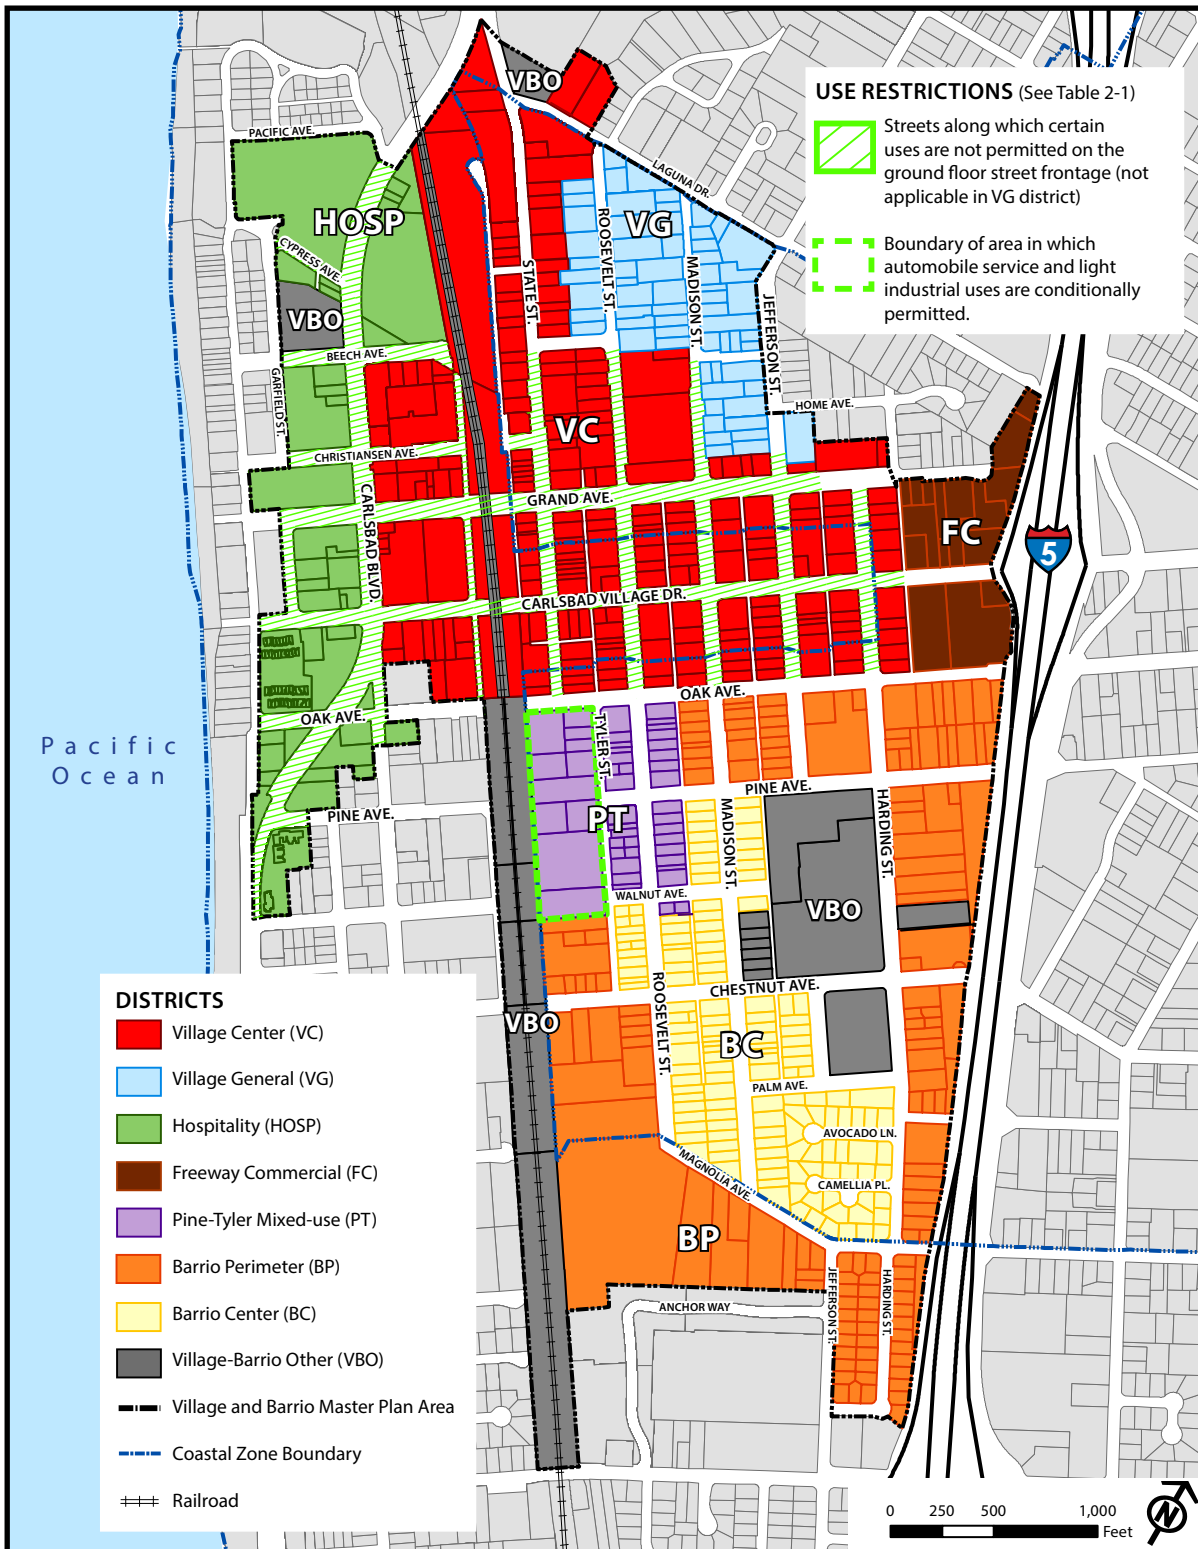 VBO
USE RESTRICTIONS (See Table 2-1)
Streets along which certain
uses are not permitted on the
ground floor street frontage (not
applicable in VG district)
Boundary of area in which
automobile service and light
industrial uses are conditionally
permitted.
PACIFIC AVE.
LAGUNA DR.
HOSP
VG
ROOSEVELT ST.
CYPRESS AVE.
STATE ST.
MADISON ST.
JEFFERSON ST.
VBO
BEECH AVE.
GARFIELD ST.
HOME AVE.
VC
CHRISTIANSEN AVE.
GRAND AVE.
CARLSBAD BLVD.
FC
5
CARLSBAD VILLAGE DR.
OAK AVE.
OAK AVE.
TYLER ST.
Pacific
Ocean
PINE AVE.
PINE AVE.
PT
MADISON ST.
HARDING ST.
WALNUT AVE.
VBO
ROOSEVELT ST.
CHESTNUT AVE.
VBO
BC
PALM AVE.
AVOCADO LN.
MAGNOLIA AVE.
CAMELLIA PL.
BP
JEFFERSON ST.
HARDING ST.
ANCHOR WAY
DISTRICTS
Village Center (VC)
Village General (VG)
Hospitality (HOSP)
Freeway Commercial (FC)
Pine-Tyler Mixed-use (PT)
Barrio Perimeter (BP)
Barrio Center (BC)
Village-Barrio Other (VBO)
Village and Barrio Master Plan Area
Coastal Zone Boundary
Railroad
0 250 500 1,000
Feet
N